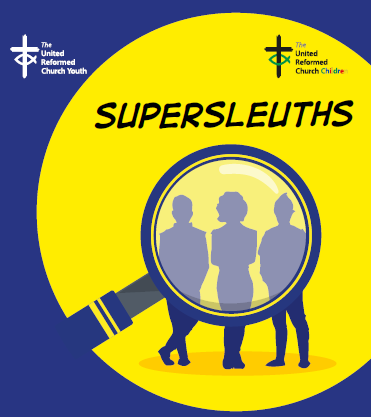 The
United
Reformed
Church Youth
The
United
Reformed
Church Children
SUPERSLEUTHS